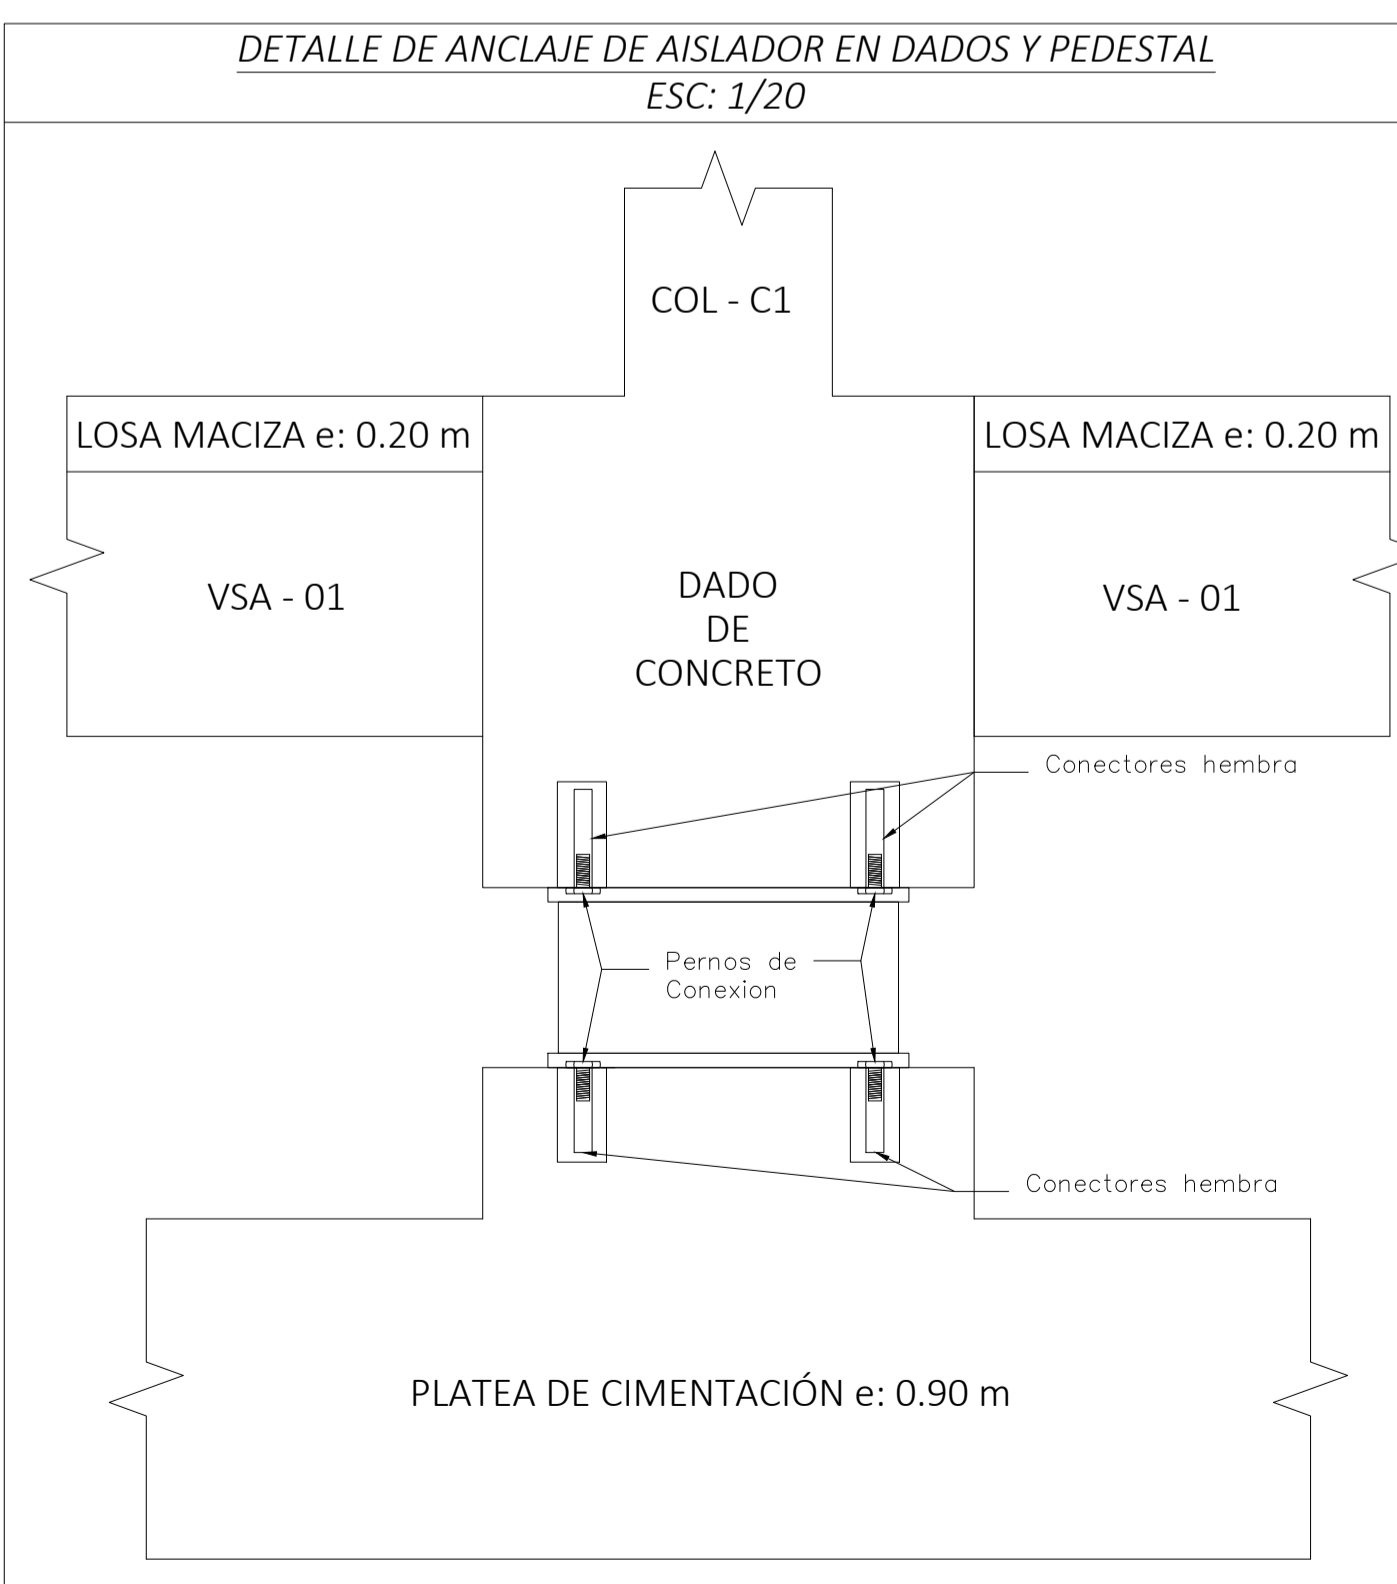 DETALLE DE ANCLAJE DE AISLADOR EN DADOS Y PEDESTAL
ESC: 1/20
COL - C1
LOSA MACIZA e: 0.20 m
LOSA MACIZA e: 0.20 m
VSA - 01
DADO
DE
CONCRETO
VSA - 01
Conectores hembra
Pernos de
Conexion
Conectores hembra
PLATEA DE CIMENTACIÓN e: 0.90 m